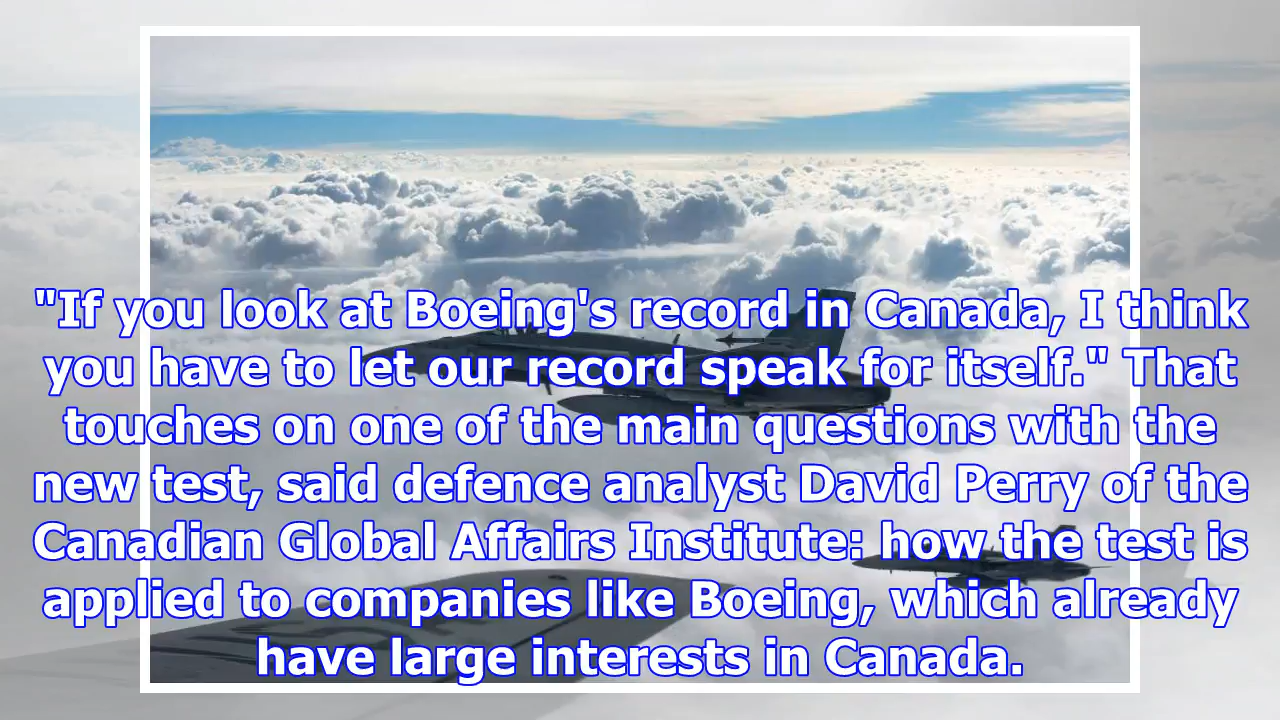 "If you look at Boeing's record in Canada, I think
you have to let our record speak for itself." That
touches on one of the main questions with the
new test, said defence analyst David Perry of the
Canadian Global Affairs Institute: how the test is
applied to companies like Boeing, which already
have large interests in Canada.